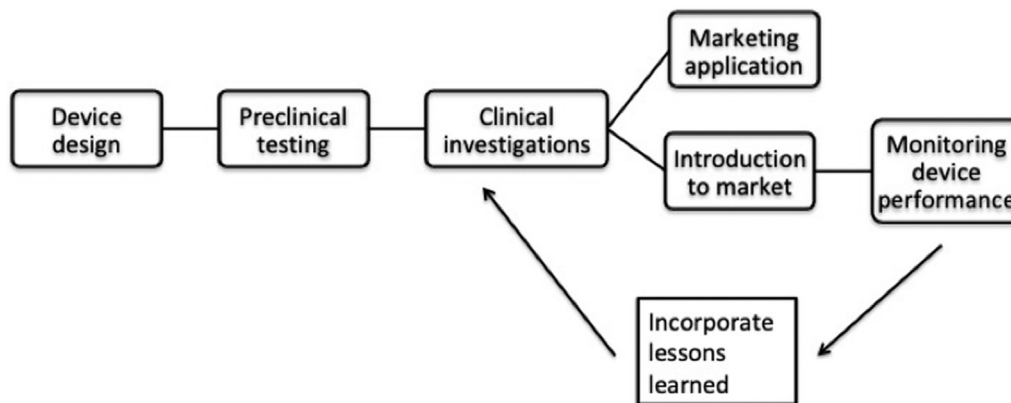 Device
design
Preclinical
testing
Clinical
investigations
Marketing
application
Introduction
to market
Monitoring
device
performance
Incorporate
lessons
learned